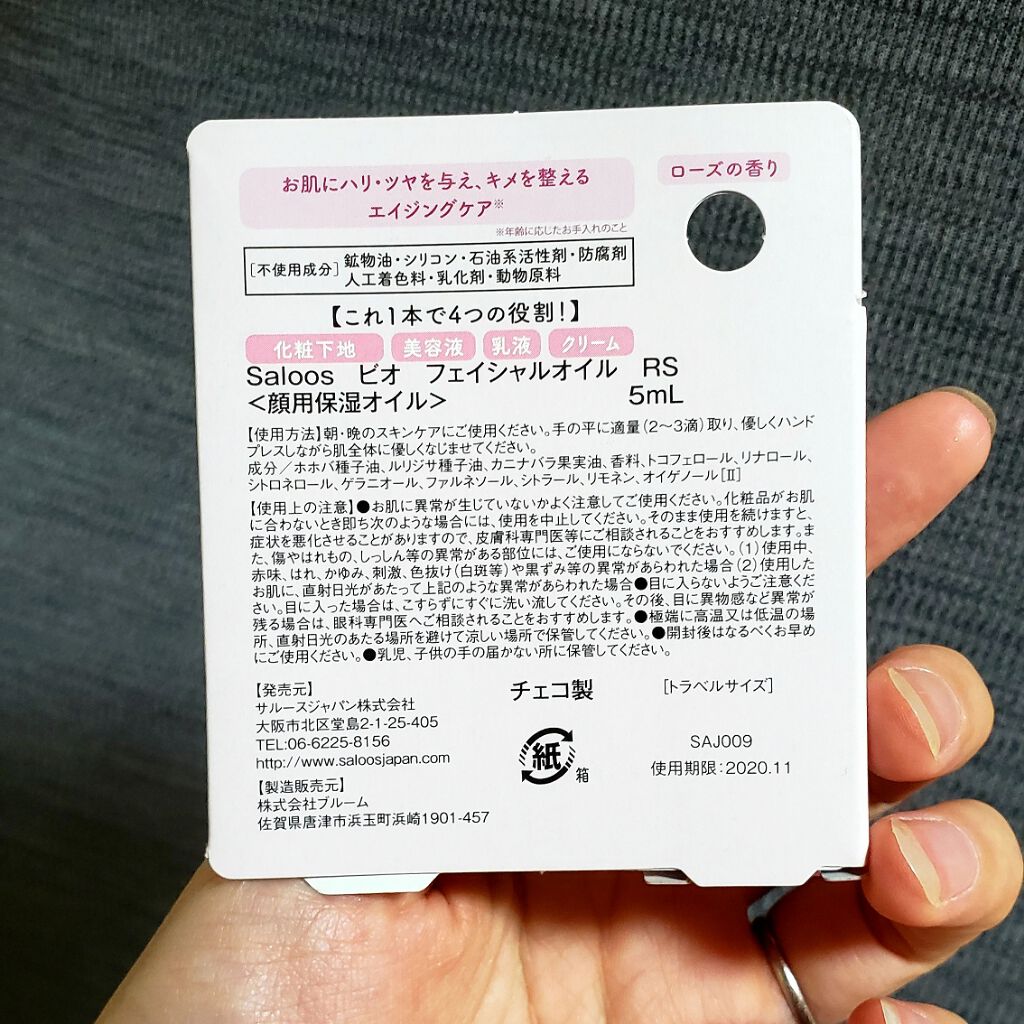 お肌にハリ・ツヤを与え、キメを整える
エイジングケア※
※年齢に応じたお手入れのこと
ローズの香り
[不使用成分] 鉱物油・シリコン・石油系活性剤・防腐剤
人工着色料・乳化剤・動物原料
【これ1本で4つの役割!】
化粧下地 美容液 乳液 クリーム
Saloos ビオ フェイシャルオイル RS
<顔用保湿オイル> 5mL
【使用方法】朝・晩のスキンケアにご使用ください。手の平に適量(2〜3滴)取り、優しくハンド
プレスしながら肌全体に優しくなじませてください。
成分/ホホバ種子油、ルリジサ種子油、カニナバラ果実油、香料、トコフェロール、リナロール、
シトロネロール、ゲラニオール、ファルネソール、シトラール、リモネン、オイゲノール[II]
【使用上の注意】●お肌に異常が生じていないかよく注意してご使用ください。化粧品がお肌
に合わないとき即ち次のような場合には、使用を中止してください。そのまま使用を続けますと、
症状を悪化させることがありますので、皮膚科専門医等にご相談されることをおすすめします。ま
た、傷やはれもの、しっしん等の異常がある部位には、ご使用にならないでください。(1)使用中、
赤味、はれ、かゆみ、刺激、色抜け(白斑等)や黒ずみ等の異常があらわれた場合(2)使用した
お肌に、直射日光があたって上記のような異常があらわれた場合●目に入らないようご注意くだ
さい。目に入った場合は、こすらずにすぐに洗い流してください。その後、目に異物感など異常が
残る場合は、眼科専門医へご相談されることをおすすめします。●極端に高温又は低温の場
所、直射日光のあたる場所を避けて涼しい場所で保管してください。●開封後はなるべくお早め
にご使用ください。●乳児、子供の手の届かない所に保管してください。
【発売元】
サルースジャパン株式会社
大阪市北区堂島2-1-25-405
TEL:06-6225-8156
http://www.saloosjapan.com
【製造販売元】
株式会社ブルーム
佐賀県唐津市浜玉町浜崎1901-457
チェコ製
[トラベルサイズ]
紙 箱
SAJ009
使用期限:2020.11